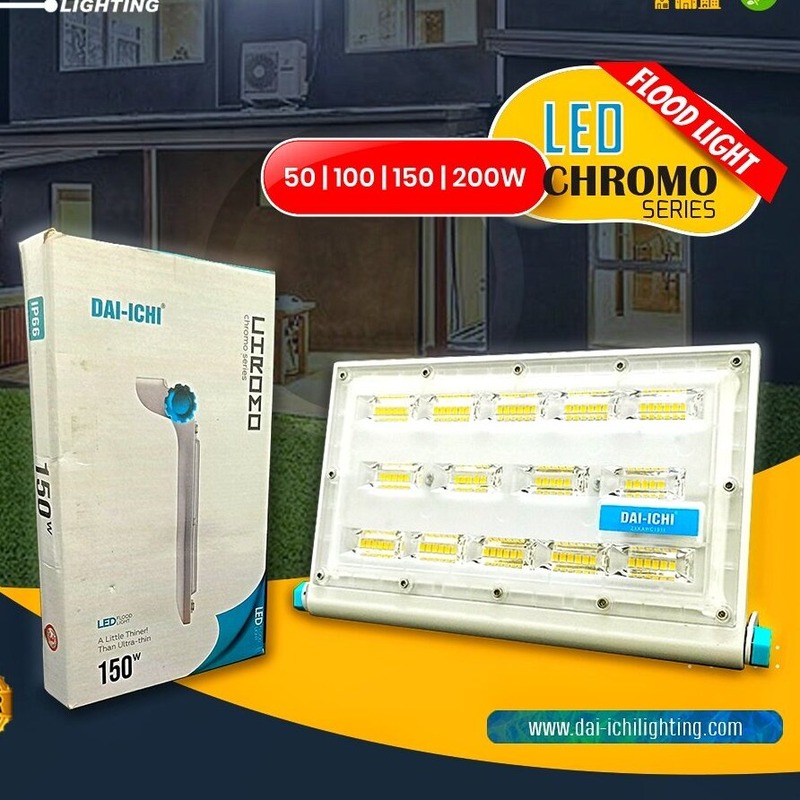 LIGHTING
FLOOD LIGHT
LED
CHROMO
SERIES
50 | 100 | 150 | 200W
IP66
DAI-ICHI®
CHROMO
chromo series
150W
LED FLOOD LIGHT
A Little Thiner!
Than Ultra-thin
150W
LED
DAI-ICHI
www.dai-ichilighting.com